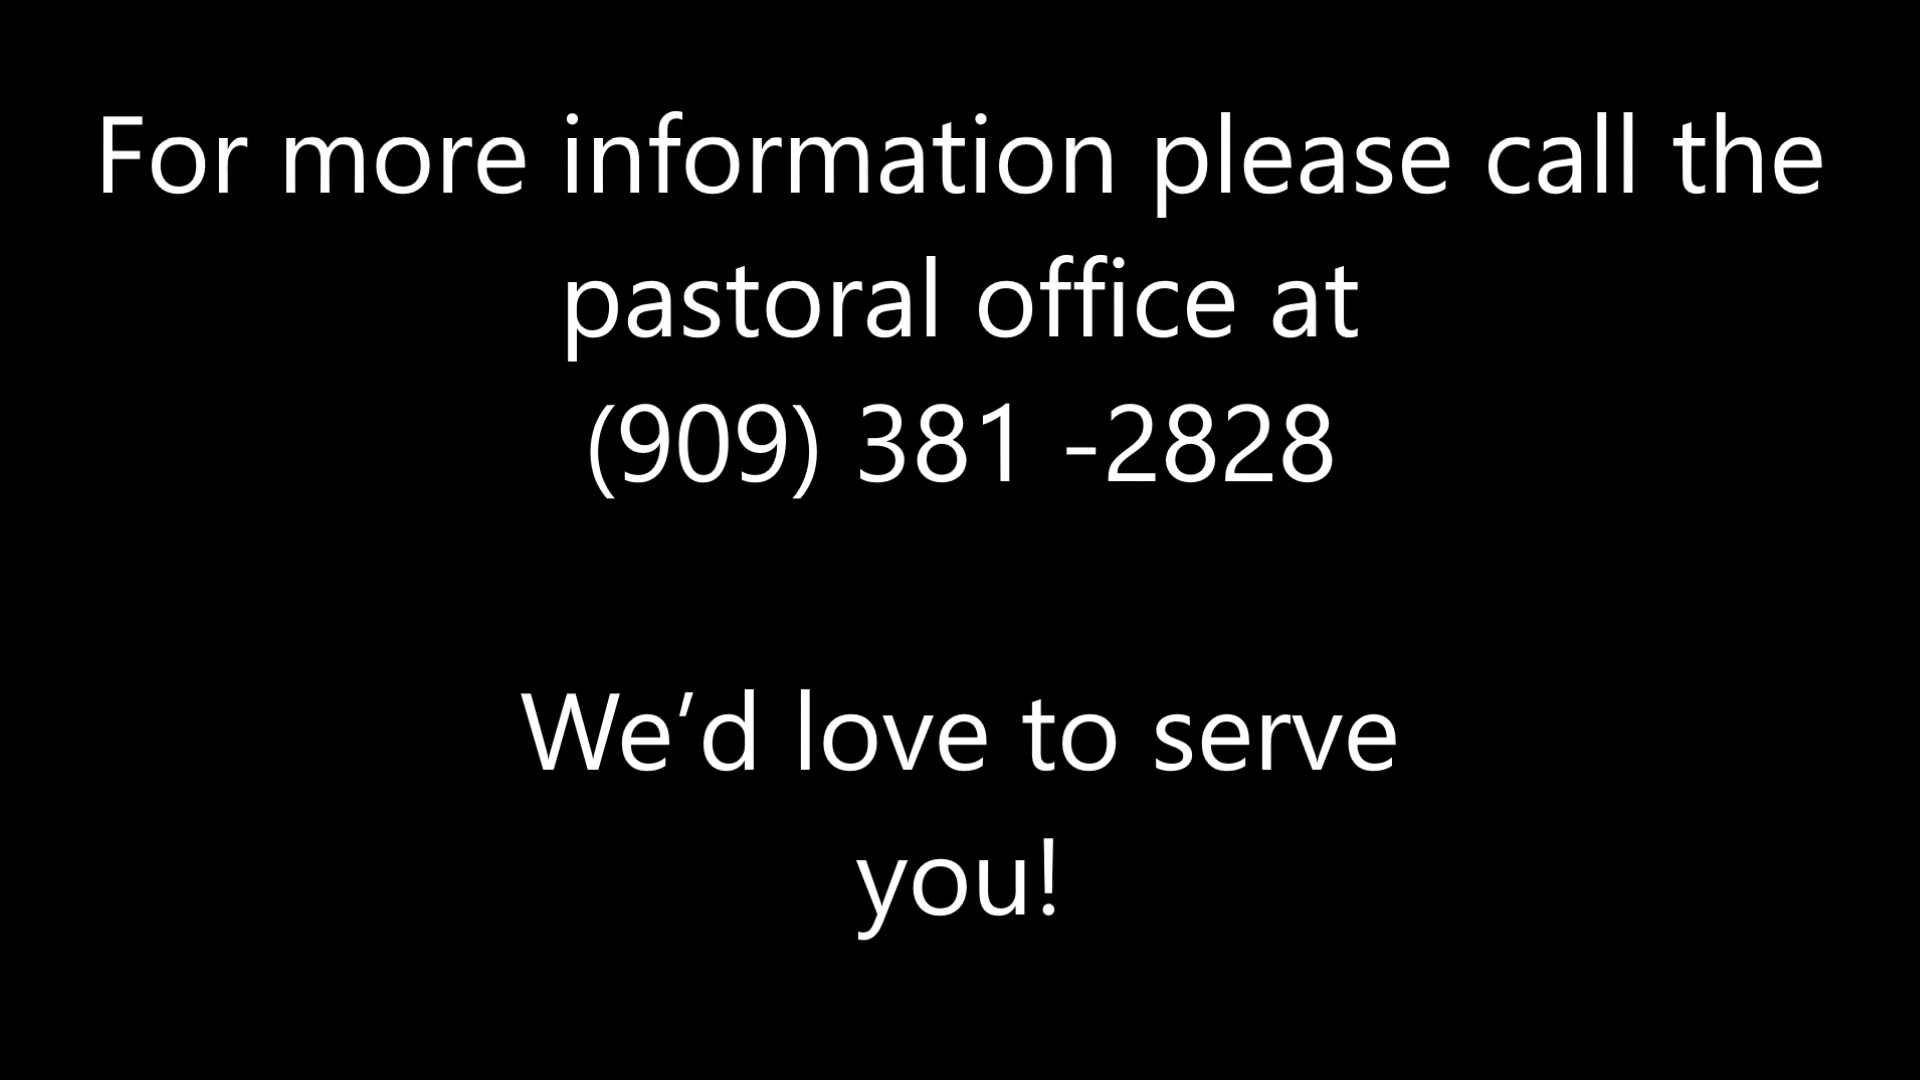 For more information please call the
pastoral office at
(909) 381 -2828
We’d love to serve
you!